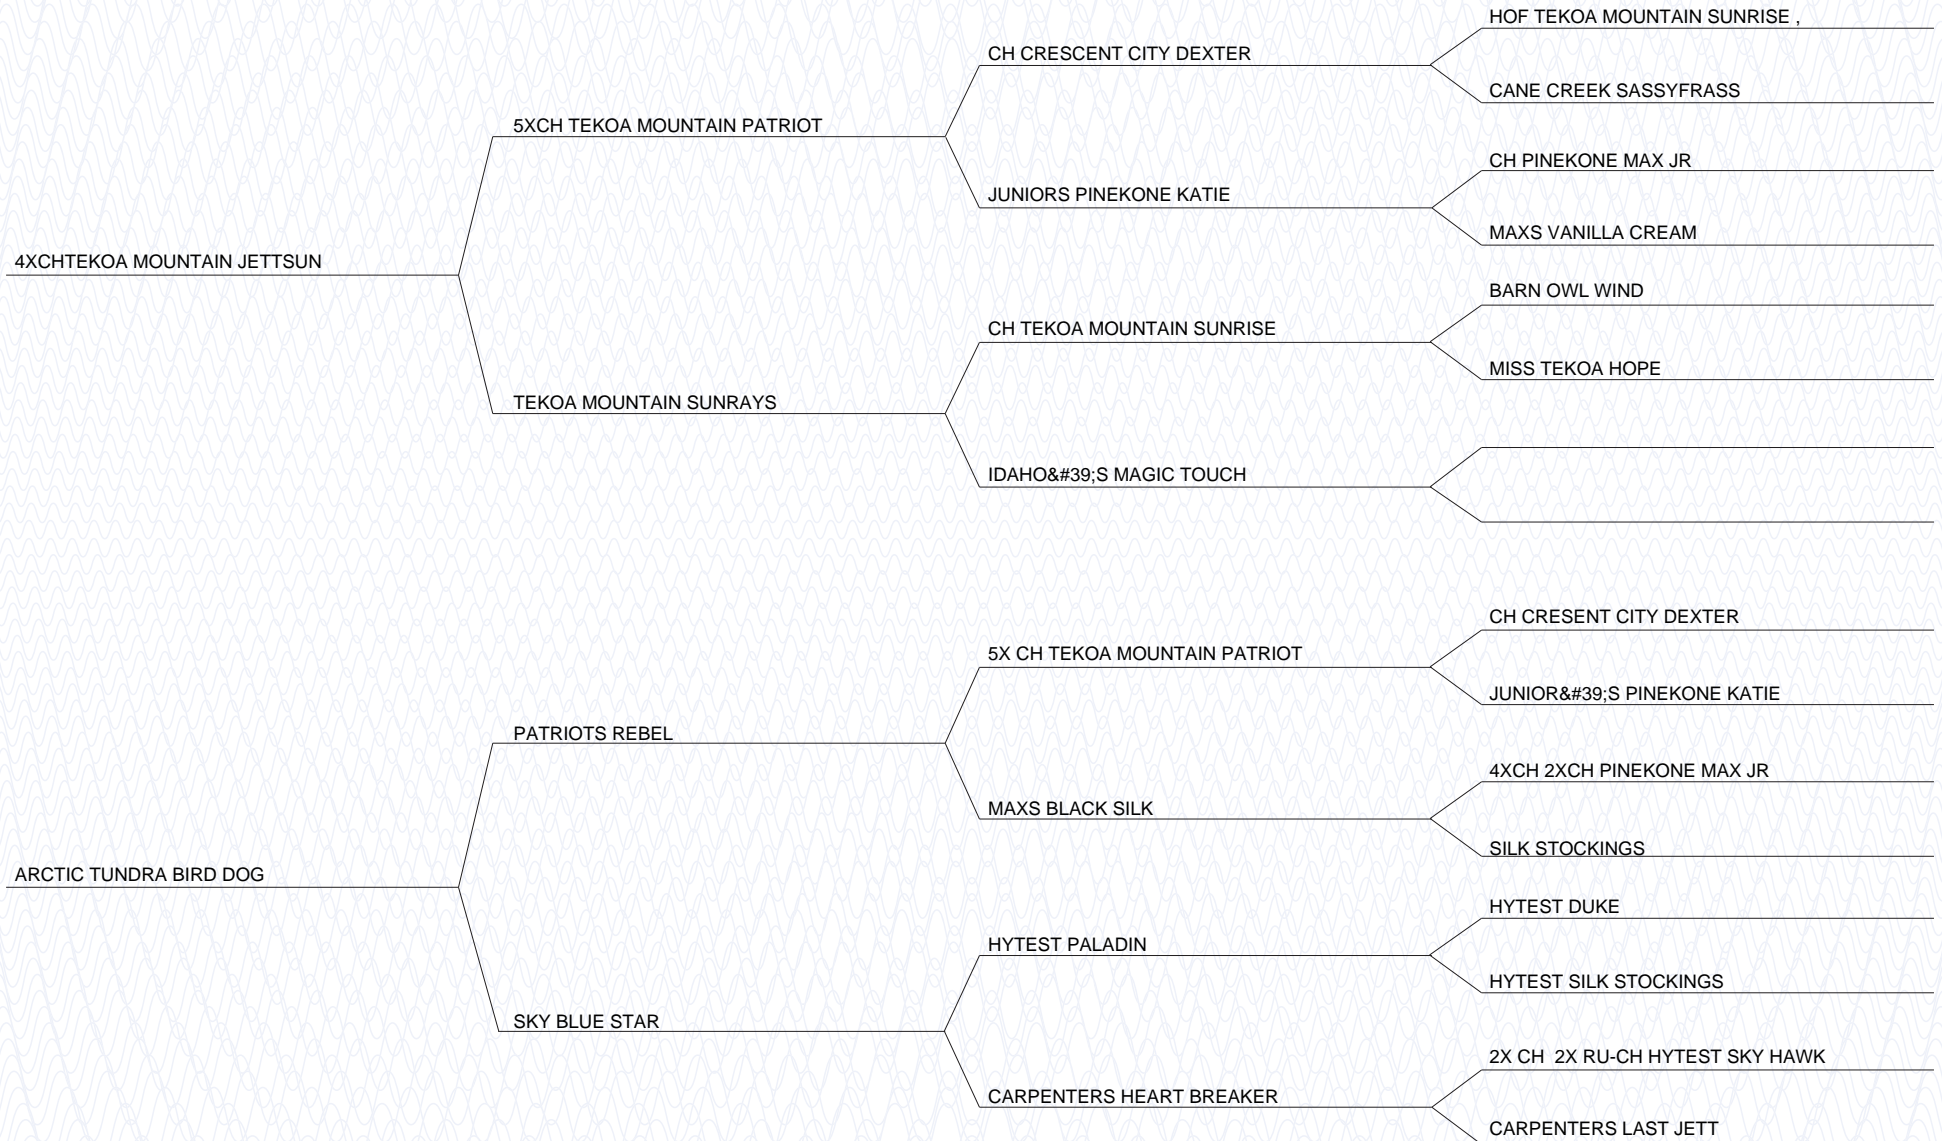 HOF TEKOA MOUNTAIN SUNRISE ,
CH CRESCENT CITY DEXTER
CANE CREEK SASSYFRASS
5XCH TEKOA MOUNTAIN PATRIOT
CH PINEKONE MAX JR
JUNIORS PINEKONE KATIE
MAXS VANILLA CREAM
4XCHTEKOA MOUNTAIN JETTSUN
BARN OWL WIND
CH TEKOA MOUNTAIN SUNRISE
MISS TEKOA HOPE
TEKOA MOUNTAIN SUNRAYS
IDAHO&#39;S MAGIC TOUCH
CH CRESENT CITY DEXTER
5X CH TEKOA MOUNTAIN PATRIOT
JUNIOR&#39;S PINEKONE KATIE
PATRIOTS REBEL
4XCH 2XCH PINEKONE MAX JR
MAXS BLACK SILK
SILK STOCKINGS
ARCTIC TUNDRA BIRD DOG
HYTEST DUKE
HYTEST PALADIN
HYTEST SILK STOCKINGS
SKY BLUE STAR
2X CH  2X RU-CH HYTEST SKY HAWK
CARPENTERS HEART BREAKER
CARPENTERS LAST JETT